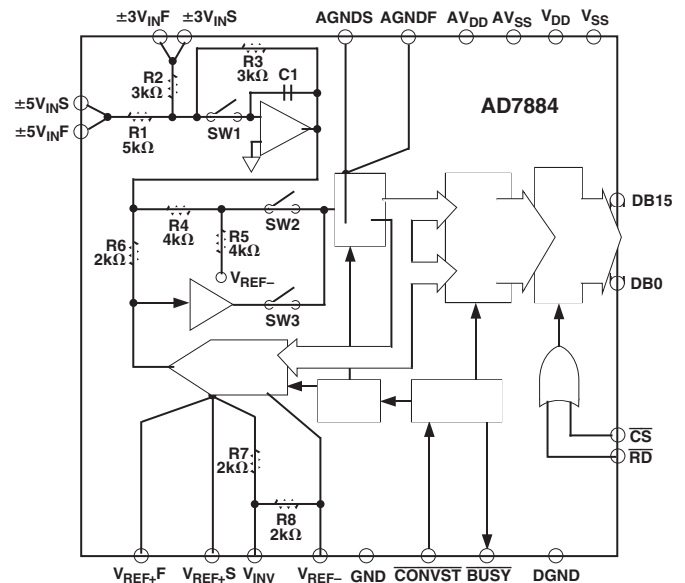 ±3VINF ±3VINS AGNDS AGNDF AVDD AVSS VDD VSS
R3
3kΩ
R2
3kΩ
C1
±5VINS
±5VINF
SW1
R1
5kΩ
AD7884
R4
4kΩ
SW2
R5
4kΩ
R6
2kΩ
DB15
VREF–
SW3
DB0
R7
2kΩ
CS
RD
R8
2kΩ
VREF+F VREF+S VINV VREF– GND CONVST BUSY DGND